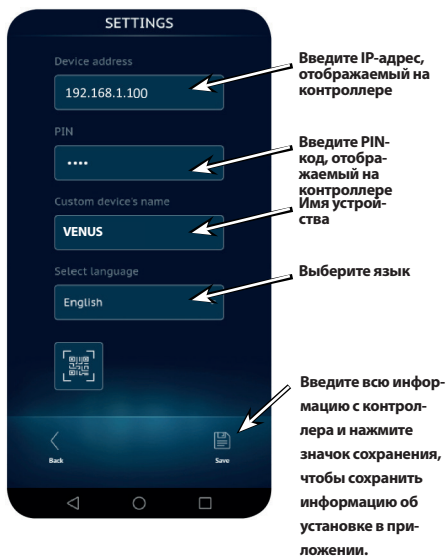 SETTINGS
Device address
192.168.1.100
PIN
••••
Custom device's name
VENUS
Select language
English
Back
Save
Введите IP-адрес,
отображаемый на
контроллере
Введите PIN-
код, отобра-
жаемый на
контроллере
Имя устрой-
ства
Выберите язык
Введите всю инфор-
мацию с контрол-
лера и нажмите
значок сохранения,
чтобы сохранить
информацию об
установке в при-
ложении.